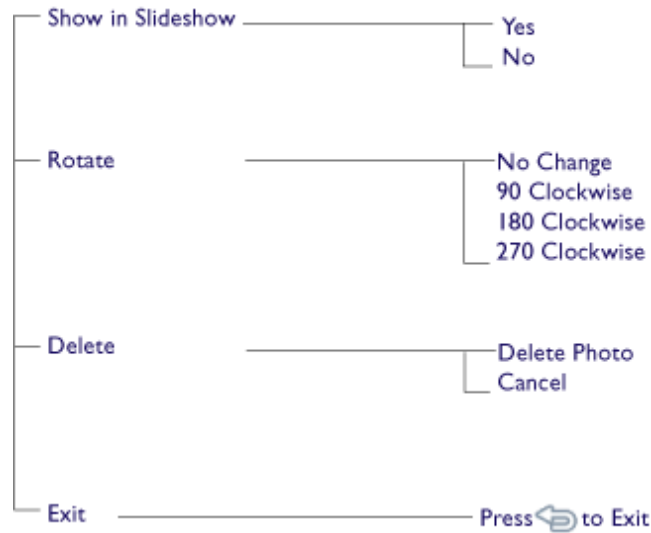 Show in Slideshow
Yes
No
Rotate
No Change
90 Clockwise
180 Clockwise
270 Clockwise
Delete
Delete Photo
Cancel
Exit
Press to Exit